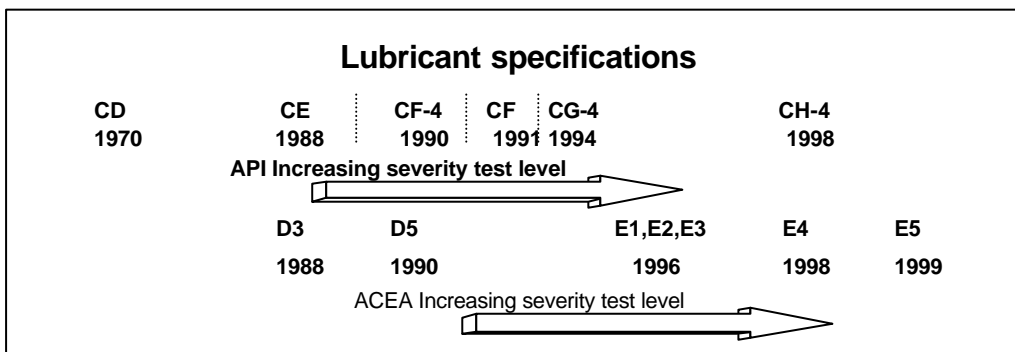 Lubricant specifications
CD CE CF-4 CF CG-4 CH-4
1970 1988 1990 1991 1994 1998
API Increasing severity test level
D3 D5 E1,E2,E3 E4 E5
1988 1990 1996 1998 1999
ACEA Increasing severity test level